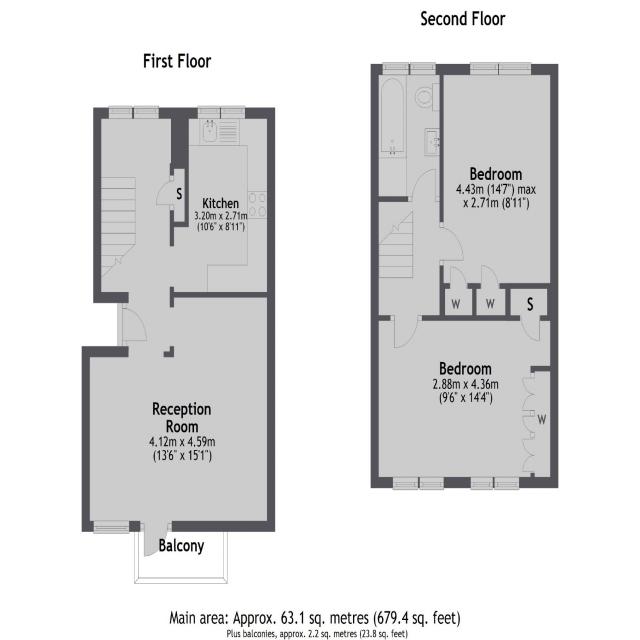 Second Floor
First Floor
Bedroom
4.43m (14'7") max
x 2.71m (8'11")
S
Kitchen
3.20m x 2.71m
(10'6" x 8'11")
W
W
S
Bedroom
2.88m x 4.36m
(9'6" x 14'4")
W
Reception
Room
4.12m x 4.59m
(13'6" x 15'1")
Balcony
Main area: Approx. 63.1 sq. metres (679.4 sq. feet)
Plus balconies, approx. 2.2 sq. metres (23.8 sq. feet)